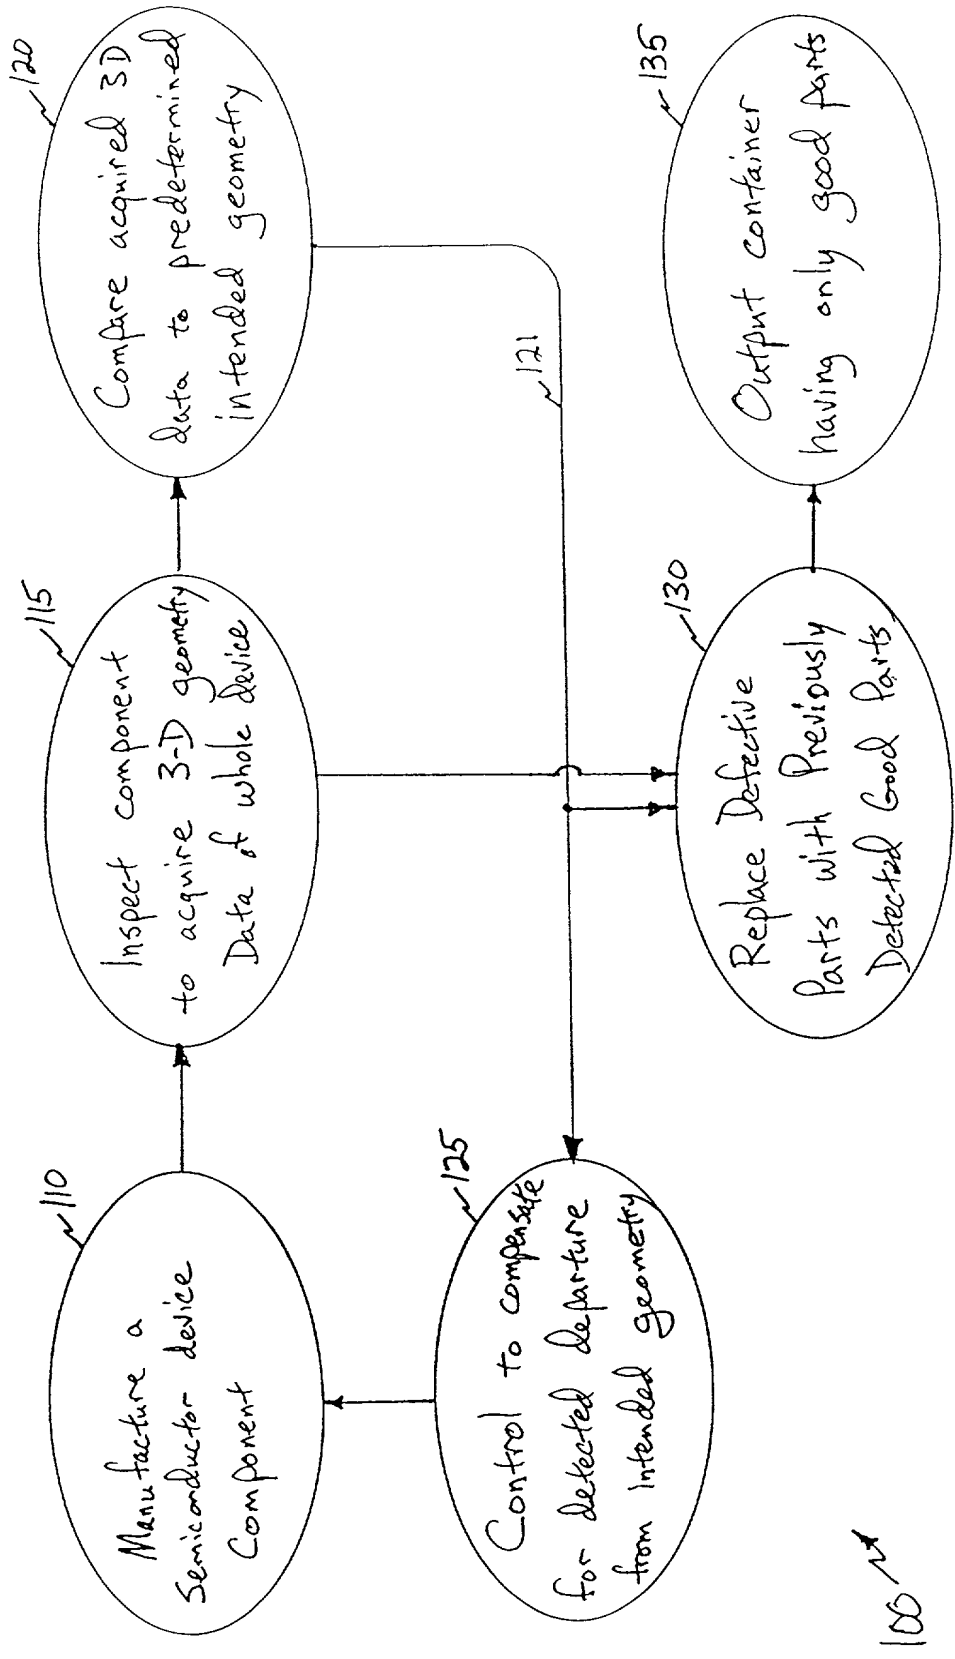 110
Manufacture a
Semiconductor device
Component
115
Inspect component
to acquire 3-D geometry
Data of whole device
120
Compare acquired 3D
data to predetermined
intended geometry
121
125
Control to compensate
for detected departure
from intended geometry
130
Replace Defective
Parts with Previously
Detected Good Parts
135
Output container
having only good parts
100